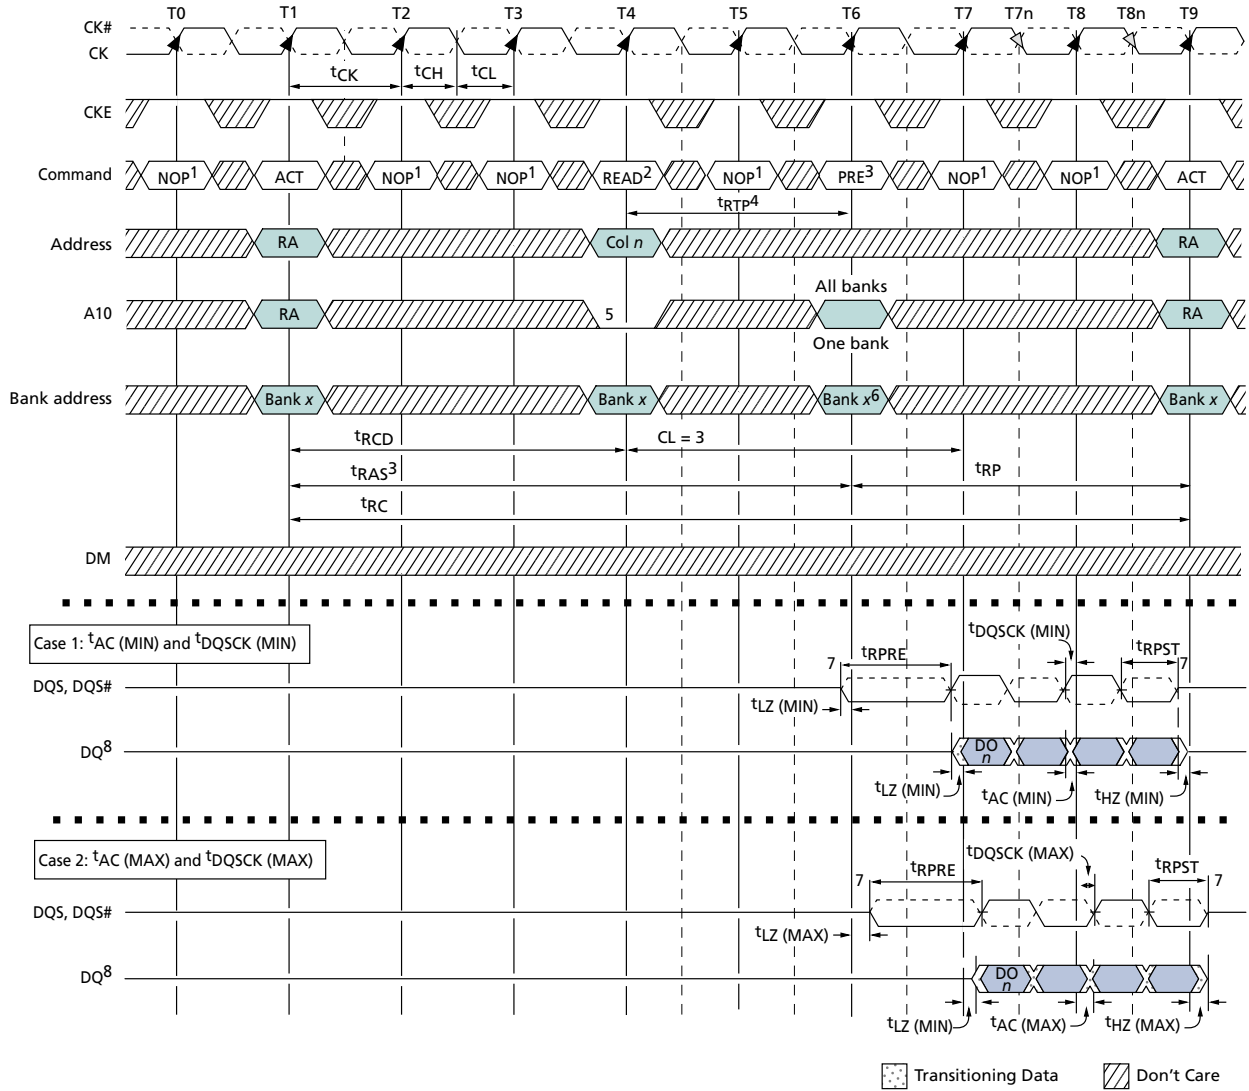 T0 T1 T2 T3 T4 T5 T6 T7 T7n T8 T8n T9
CK#
CK
tCK tCH tCL
CKE
Command NOP1 ACT NOP1 NOP1 READ2 NOP1 PRE3 NOP1 NOP1 ACT
tRTP4
Address RA Col n RA
All banks
A10 RA 5 RA
One bank
Bank address Bank x Bank x Bank x6 Bank x
tRCD CL = 3
tRAS3 tRP
tRC
DM
Case 1: tAC (MIN) and tDQSCK (MIN)
tDQSCK (MIN)
7 tRPRE tRPST 7
DQS, DQS#
tLZ (MIN)
DQ8 DO n
tLZ (MIN) tAC (MIN) tHZ (MIN)
Case 2: tAC (MAX) and tDQSCK (MAX)
tDQSCK (MAX)
7 tRPRE tRPST 7
DQS, DQS#
tLZ (MAX)
DQ8 DO n
tLZ (MIN) tAC (MAX) tHZ (MAX)
Transitioning Data Don't Care